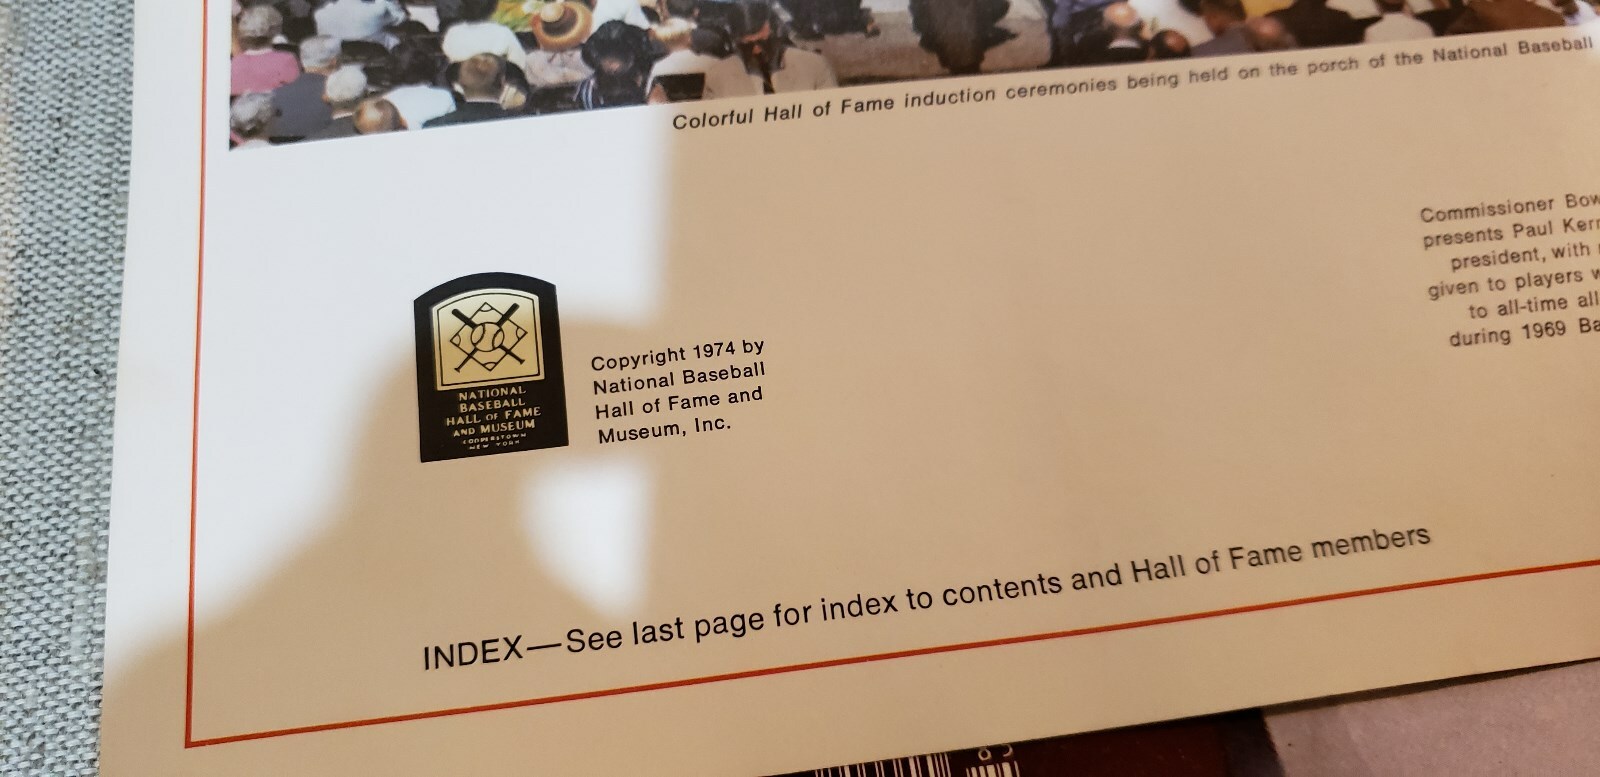 Colorful Hall of Fame induction ceremonies being held on the porch of the National Baseball
Commissioner Bow
presents Paul Kerr
president, with
given to players w
to all-time all
during 1969 Ba
NATIONAL
BASEBALL
HALL OF FAME
AND MUSEUM
COOPERSTOWN
NEW YORK
Copyright 1974 by
National Baseball
Hall of Fame and
Museum, Inc.
INDEX—See last page for index to contents and Hall of Fame members